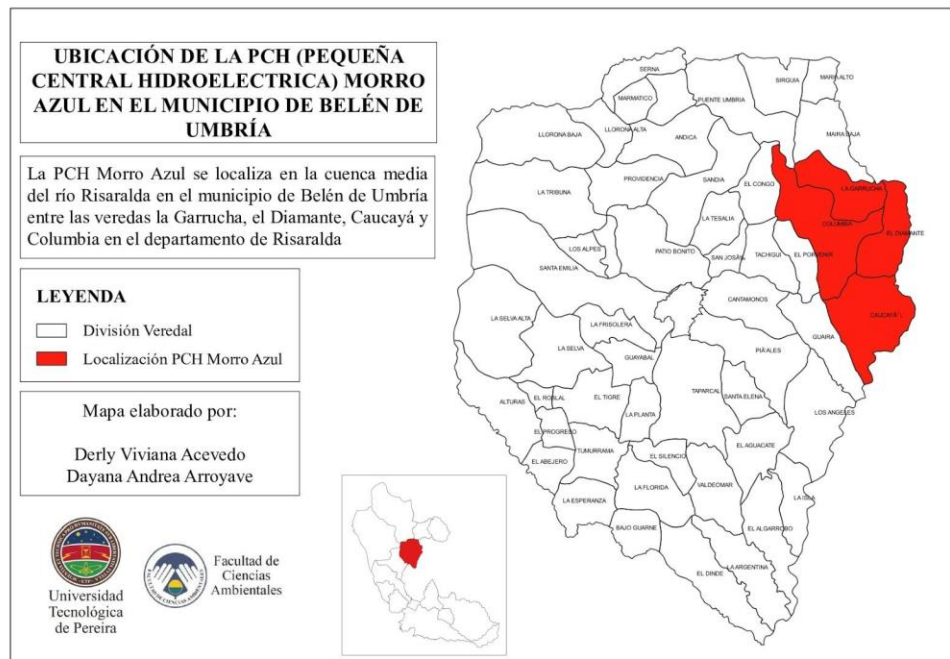 UBICACIÓN DE LA PCH (PEQUEÑA
CENTRAL HIDROELECTRICA) MORRO
AZUL EN EL MUNICIPIO DE BELÉN DE
UMBRÍA
La PCH Morro Azul se localiza en la cuenca media
del río Risaralda en el municipio de Belén de Umbría
entre las veredas la Garrucha, el Diamante, Caucayá y
Columbia en el departamento de Risaralda
LEYENDA
División Veredal
Localización PCH Morro Azul
Mapa elaborado por:
Derly Viviana Acevedo
Dayana Andrea Arroyave
Universidad
Tecnológica
de Pereira
Facultad de
Ciencias
Ambientales
SERNA
SIRGUIA
MARMATICO
PUENTE UMBRIA
LLORONA BAJA
LLORONA ALTA
ANDICA
MAIRA BAJA
PROVIDENCIA
SANDIA
EL CONGO
LA TRIBUNA
LA GARRUCHA
LA TESALIA
COLUMBIA
EL DIAMANTE
LOS ALPES
PATIO BONITO
TACHIGUI
EL PORVENIR
SANTA EMILIA
CANTAMONOS
LA SELVA ALTA
LA FRISOLERA
GUAIRA
LA SELVA
GUAYABAL
TAPARCAL
SANTA ELENA
ALTURAS
EL ROBLAL
EL TIGRE
LA PLANTA
LOS ANGELES
EL PROGRESO
TUMURRAMA
EL AGUACATE
EL ABEJERO
EL SILENCIO
LA ESPERANZA
LA FLORIDA
VALDELOMAR
LA ISLA
BAJO GUARNE
EL ALGARROBO
LA ARGENTINA
EL DINDE